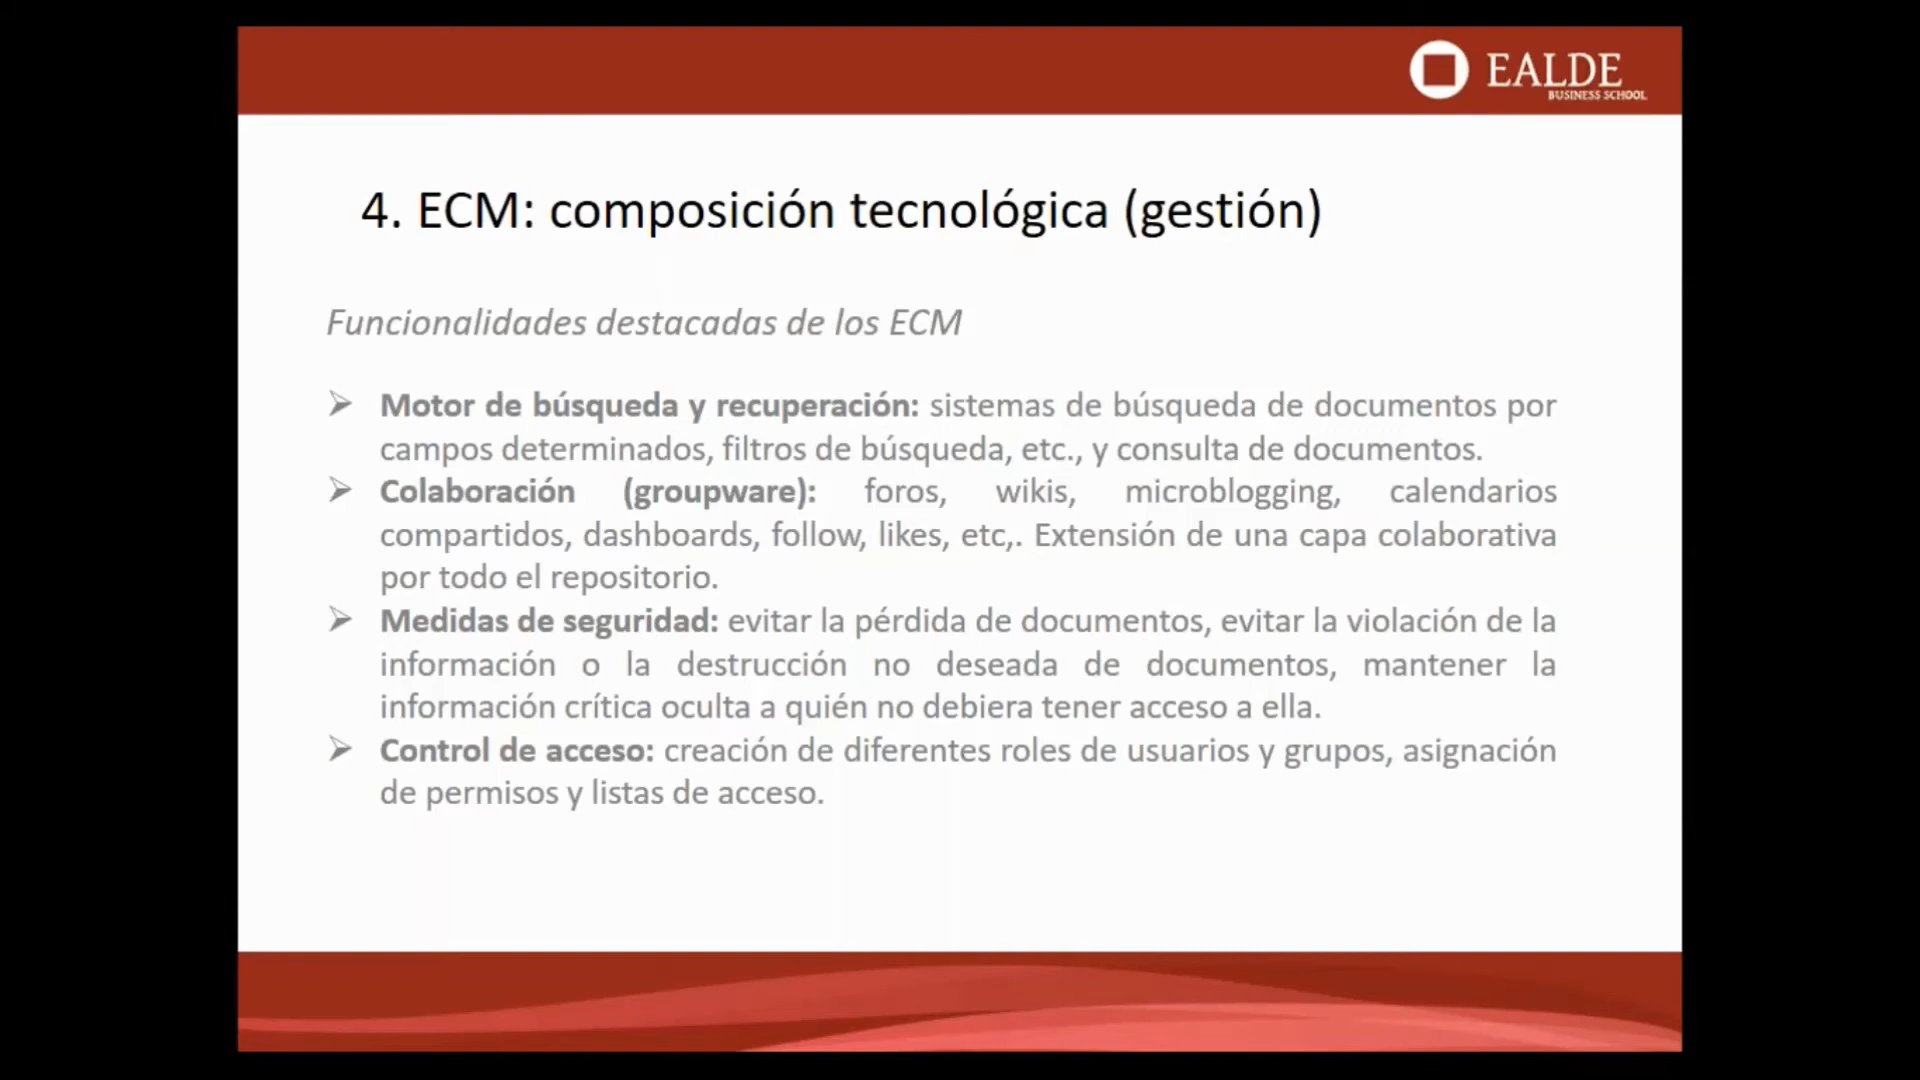 EALDE
BUSINESS SCHOOL
4. ECM: composición tecnológica (gestión)
Funcionalidades destacadas de los ECM
Motor de búsqueda y recuperación: sistemas de búsqueda de documentos por
campos determinados, filtros de búsqueda, etc., y consulta de documentos.
Colaboración (groupware): foros, wikis, microblogging, calendarios
compartidos, dashboards, follow, likes, etc,. Extensión de una capa colaborativa
por todo el repositorio.
Medidas de seguridad: evitar la pérdida de documentos, evitar la violación de la
información o la destrucción no deseada de documentos, mantener la
información crítica oculta a quién no debiera tener acceso a ella.
Control de acceso: creación de diferentes roles de usuarios y grupos, asignación
de permisos y listas de acceso.